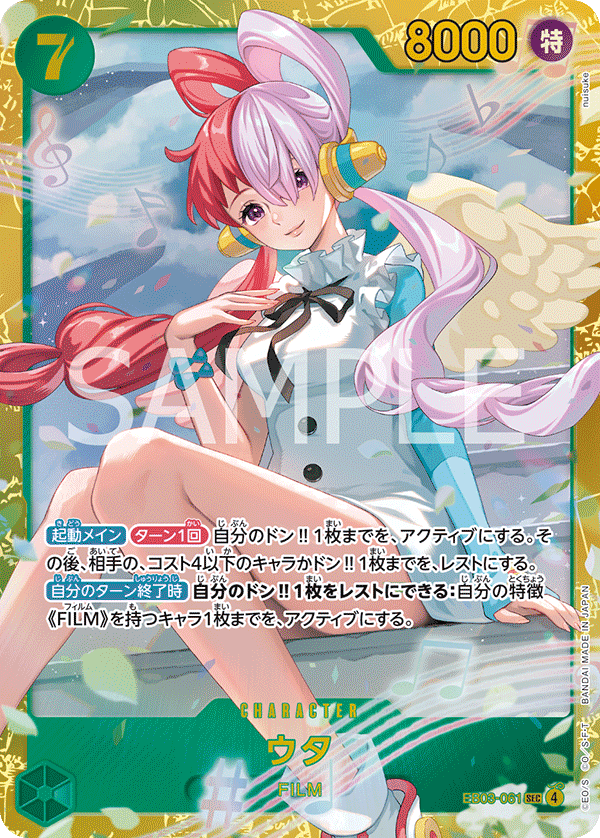 7
8000 特
nuisuke
SAMPLE
起動メイン ターン1回 自分のドン!!1枚までを、アクティブにする。そ
の後、相手の、コスト4以下のキャラかドン!!1枚までを、レストにする。
自分のターン終了時 自分のドン!!1枚をレストにできる:自分の特徴
《FILM》を持つキャラ1枚までを、アクティブにする。
CHARACTER
ウタ
FILM
EB03-061 SEC 4
©EO/S ©O/S・F・T BANDAI MADE IN JAPAN